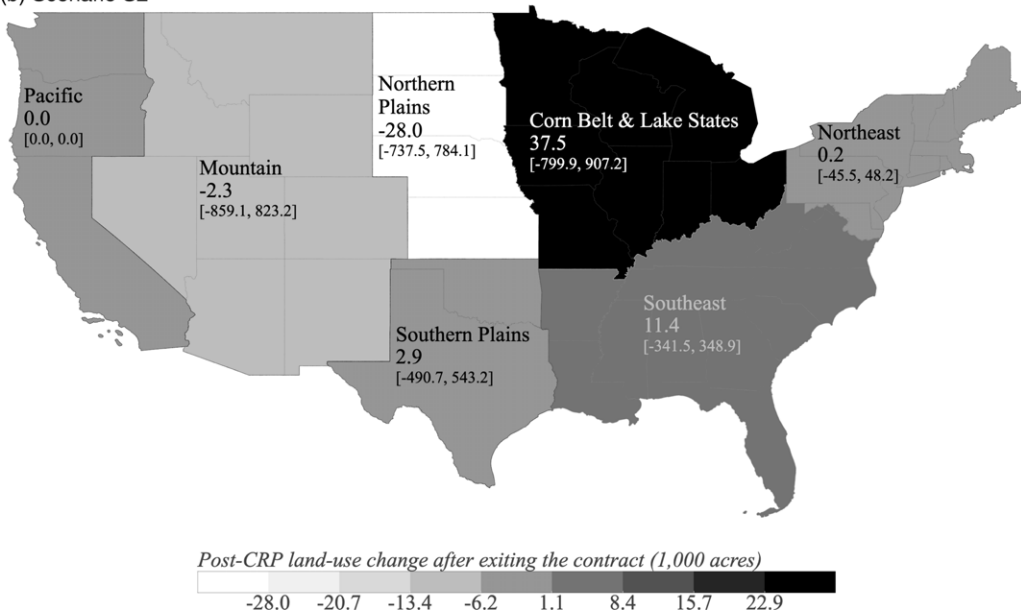 Pacific
0.0
[0.0, 0.0]
Mountain
-2.3
[-859.1, 823.2]
Northern
Plains
-28.0
[-737.5, 784.1]
Corn Belt & Lake States
37.5
[-799.9, 907.2]
Northeast
0.2
[-45.5, 48.2]
Southern Plains
2.9
[-490.7, 543.2]
Southeast
11.4
[-341.5, 348.9]
Post-CRP land-use change after exiting the contract (1,000 acres)
-28.0 -20.7 -13.4 -6.2 1.1 8.4 15.7 22.9